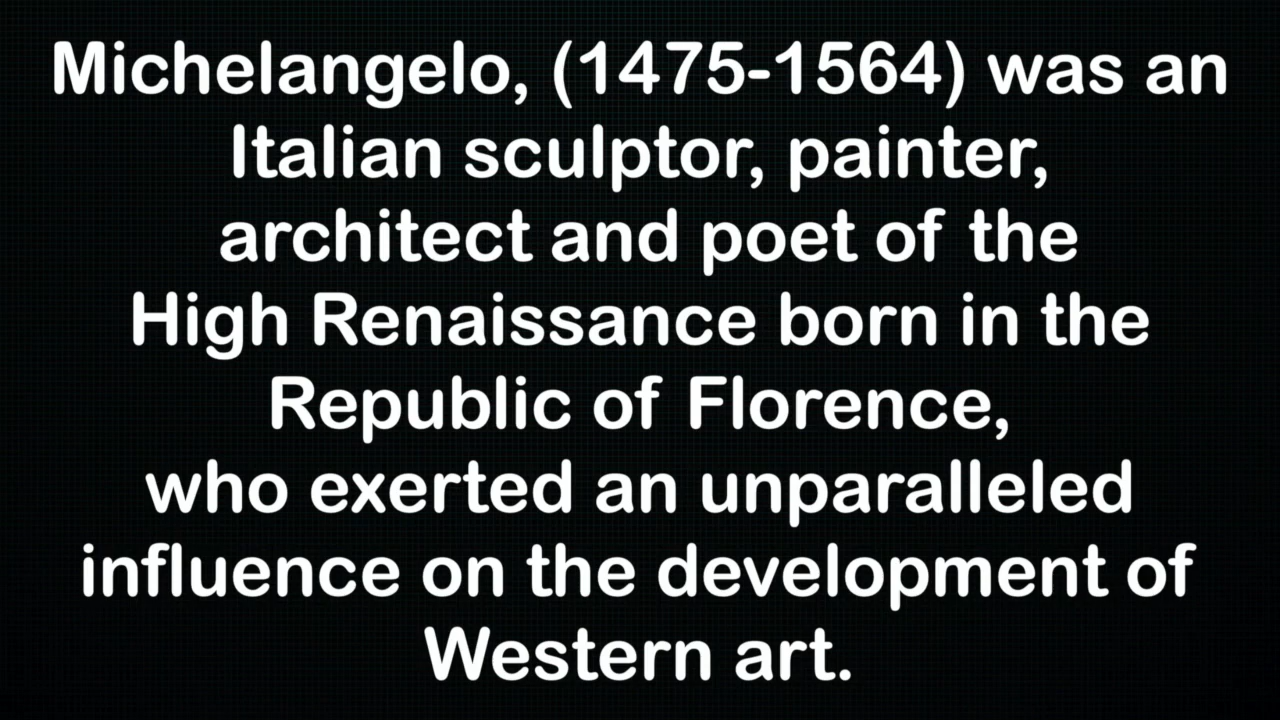 Michelangelo, (1475-1564) was an
Italian sculptor, painter,
architect and poet of the
High Renaissance born in the
Republic of Florence,
who exerted an unparalleled
influence on the development of
Western art.